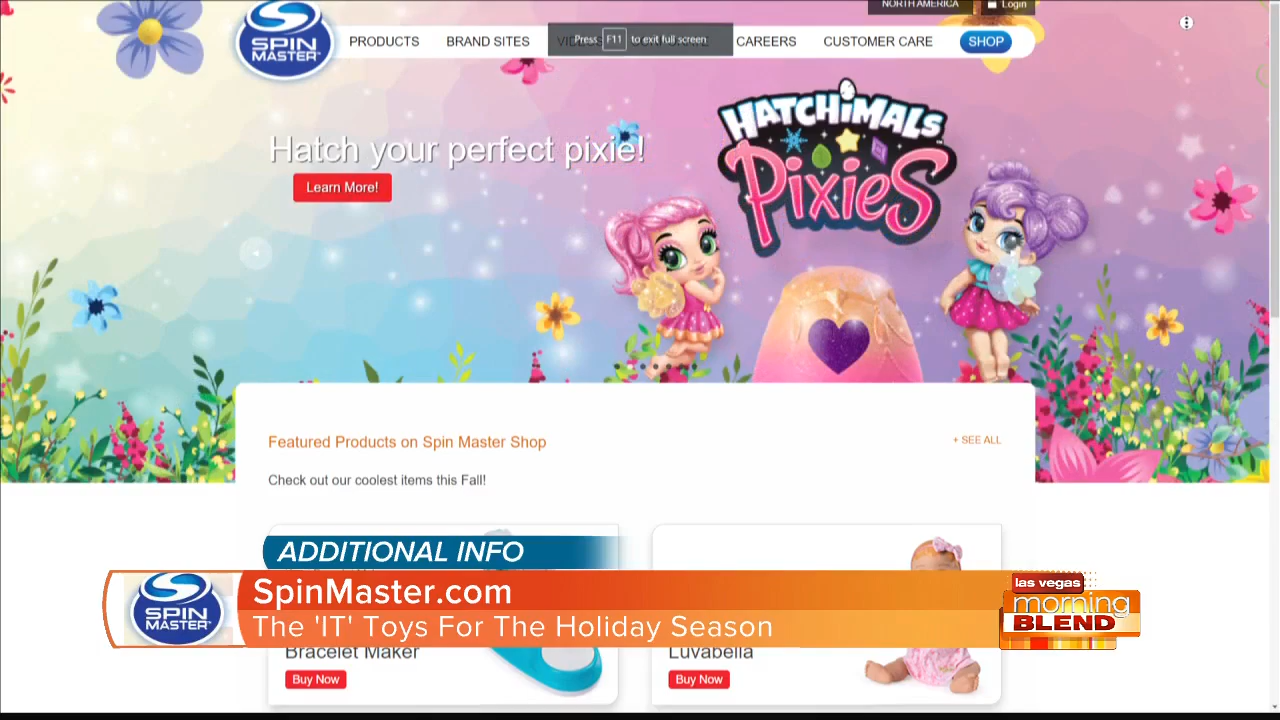 NORTH AMERICA
Login
SPIN MASTER™
PRODUCTS
BRAND SITES
Press F11 to exit full screen
CAREERS
CUSTOMER CARE
SHOP
HATCHiMALS
PixieS
Hatch your perfect pixie!
Learn More!
Featured Products on Spin Master Shop
+ SEE ALL
Check out our coolest items this Fall!
ADDITIONAL INFO
SPIN MASTER™
SpinMaster.com
The 'IT' Toys For The Holiday Season
las vegas
morning
BLEND
Bracelet Maker
Luvabella
Buy Now
Buy Now